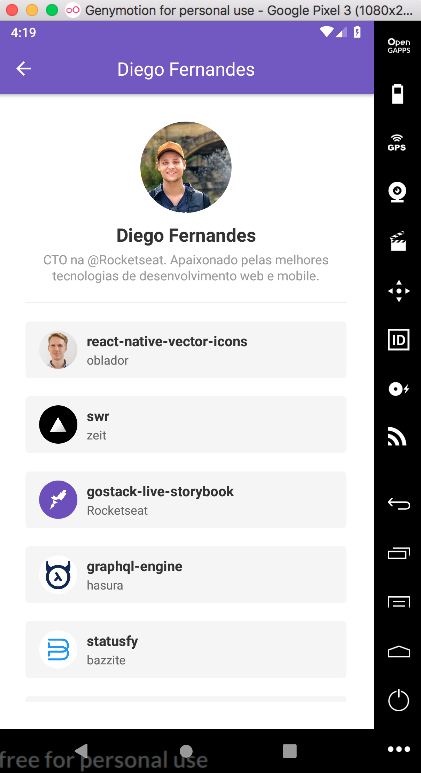 Genymotion for personal use - Google Pixel 3 (1080x2...
4:19
Open
GAPPS
Diego Fernandes
GPS
Diego Fernandes
CTO na @Rocketseat. Apaixonado pelas melhores
tecnologias de desenvolvimento web e mobile.
ID
react-native-vector-icons
oblador
swr
zeit
gostack-live-storybook
Rocketseat
graphql-engine
hasura
statusfy
bazzite
free for personal use